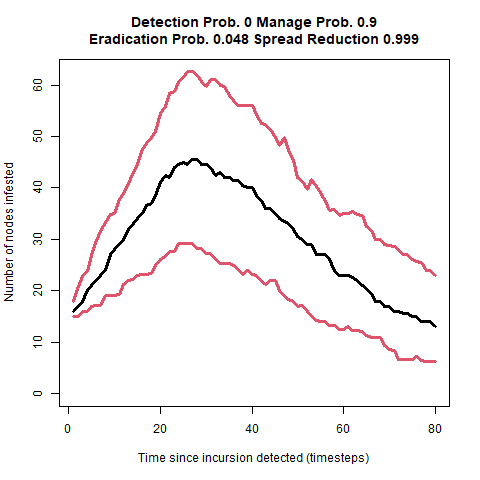 Detection Prob. 0 Manage Prob. 0.9
Eradication Prob. 0.048 Spread Reduction 0.999
Number of nodes infested
60
50
40
30
20
10
0
0 20 40 60 80
Time since incursion detected (timesteps)